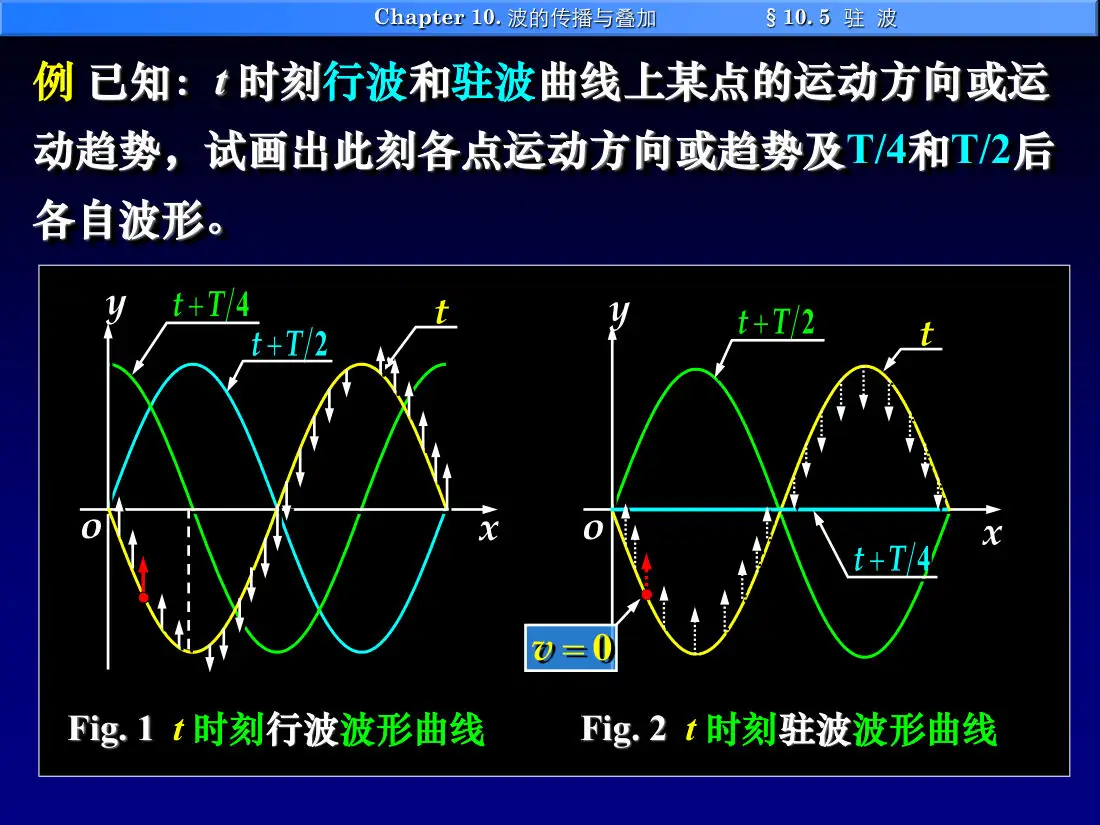 Chapter 10. 波的传播与叠加 § 10. 5 驻 波
例 已知：t 时刻行波和驻波曲线上某点的运动方向或运
动趋势，试画出此刻各点运动方向或趋势及T/4和T/2后
各自波形。
y t+T/4 t
t+T/2
o x
y t+T/2 t
o x
t+T/4
v = 0
Fig. 1 t 时刻行波波形曲线
Fig. 2 t 时刻驻波波形曲线